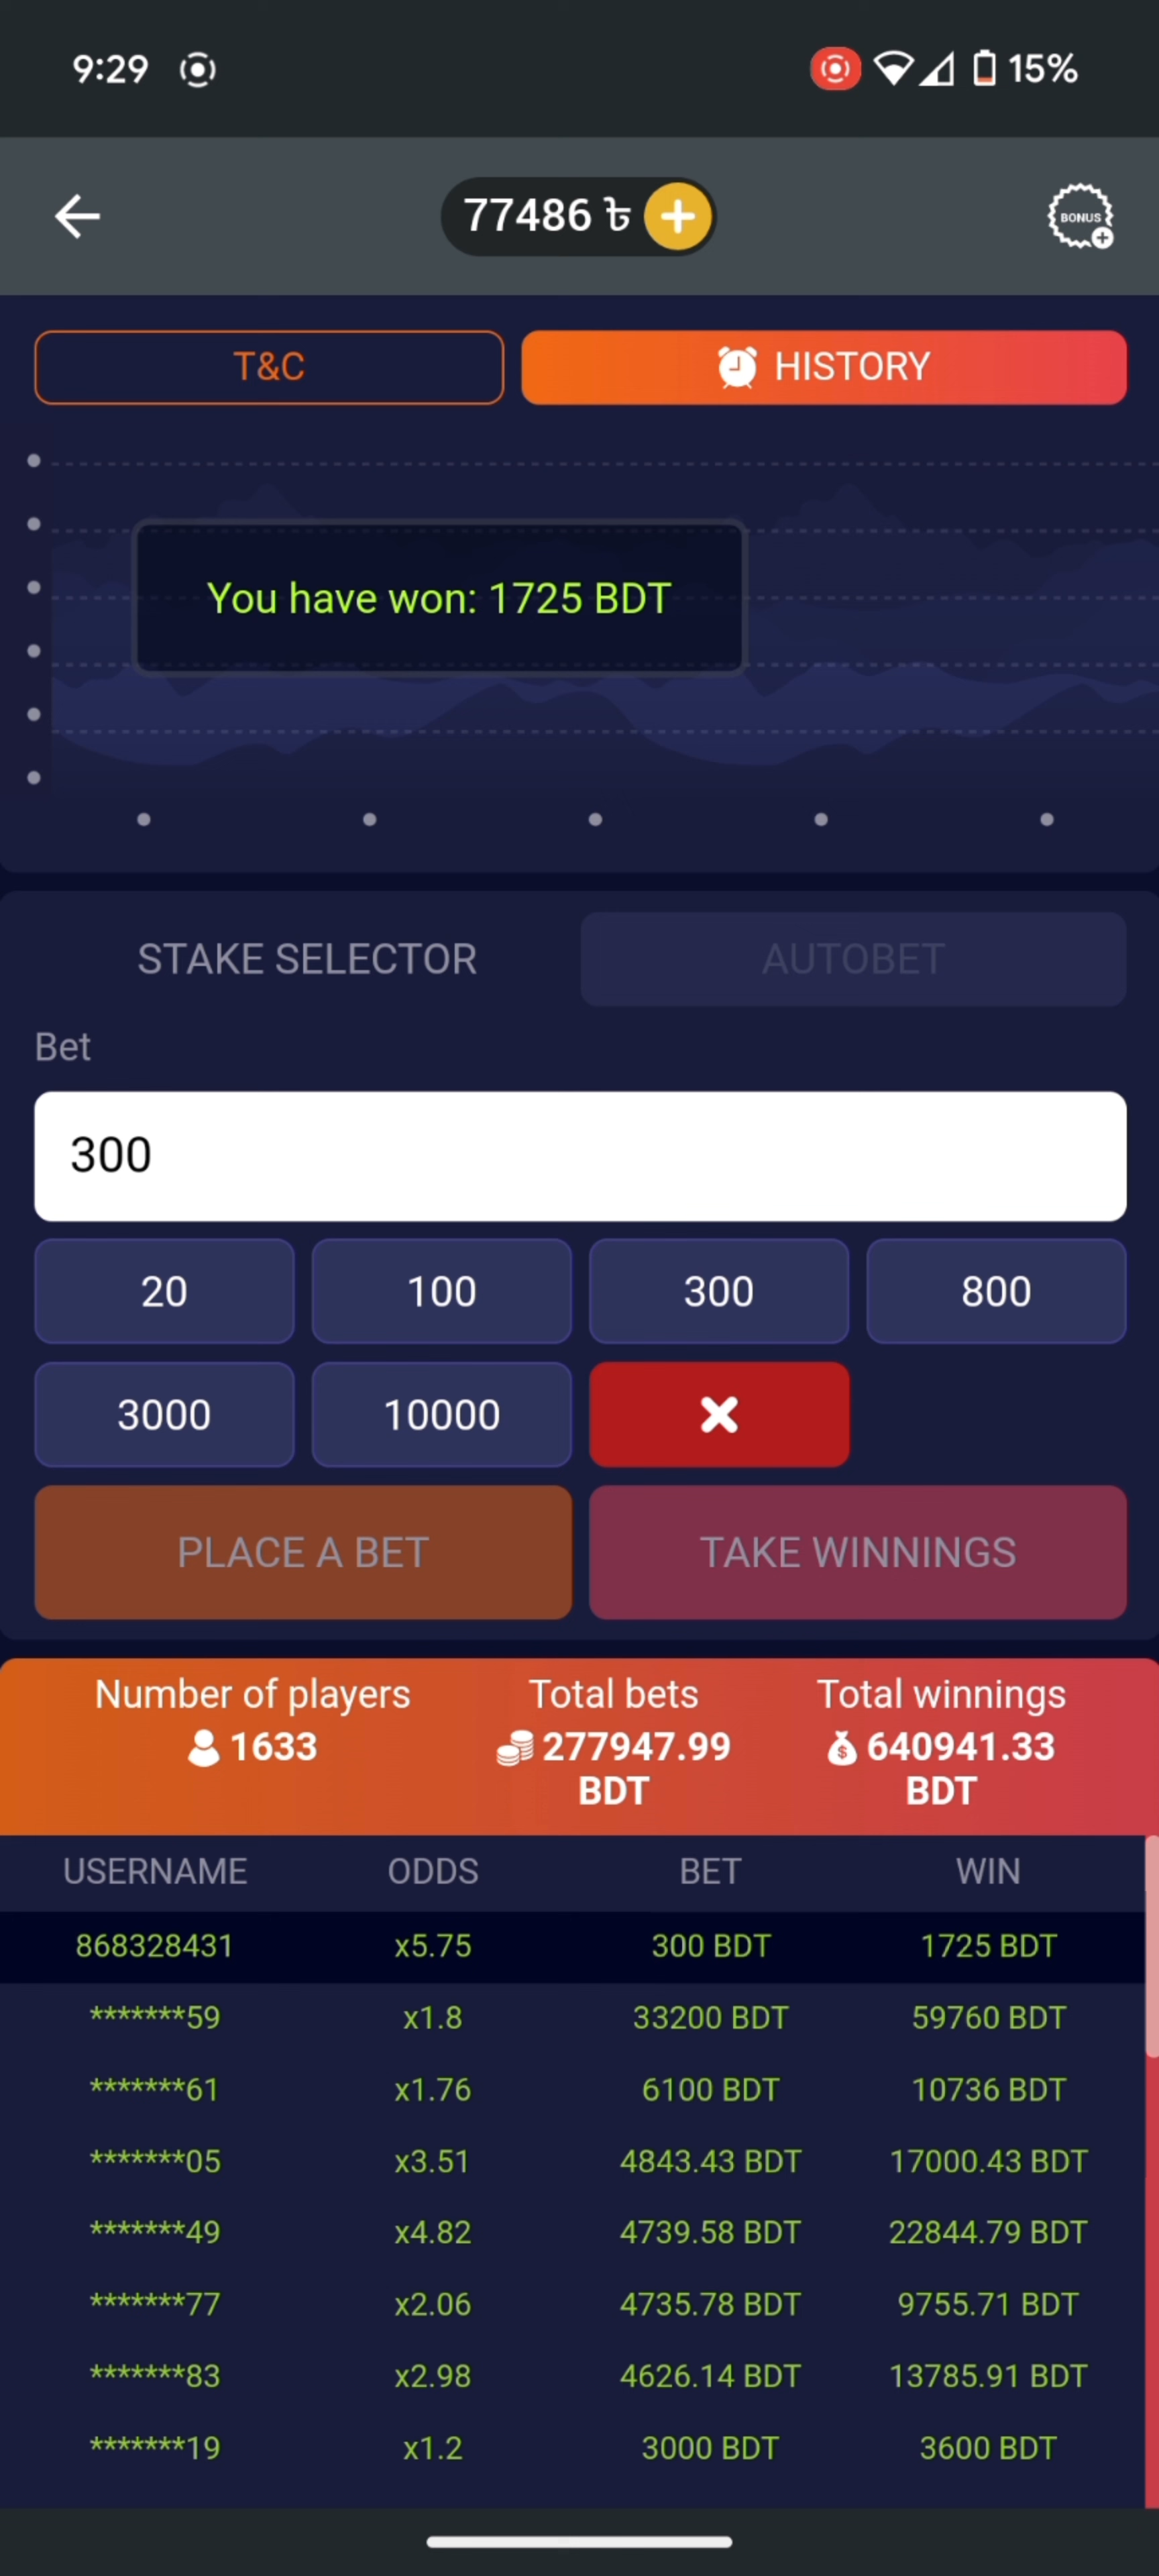 9:29 15%
77486 ৳
BONUS
T&C HISTORY
You have won: 1725 BDT
STAKE SELECTOR AUTOBET
Bet
300
20 100 300 800
3000 10000
PLACE A BET TAKE WINNINGS
Number of players Total bets Total winnings
1633 277947.99 640941.33
BDT BDT
USERNAME ODDS BET WIN
868328431 x5.75 300 BDT 1725 BDT
*******59 x1.8 33200 BDT 59760 BDT
*******61 x1.76 6100 BDT 10736 BDT
*******05 x3.51 4843.43 BDT 17000.43 BDT
*******49 x4.82 4739.58 BDT 22844.79 BDT
*******77 x2.06 4735.78 BDT 9755.71 BDT
*******83 x2.98 4626.14 BDT 13785.91 BDT
*******19 x1.2 3000 BDT 3600 BDT